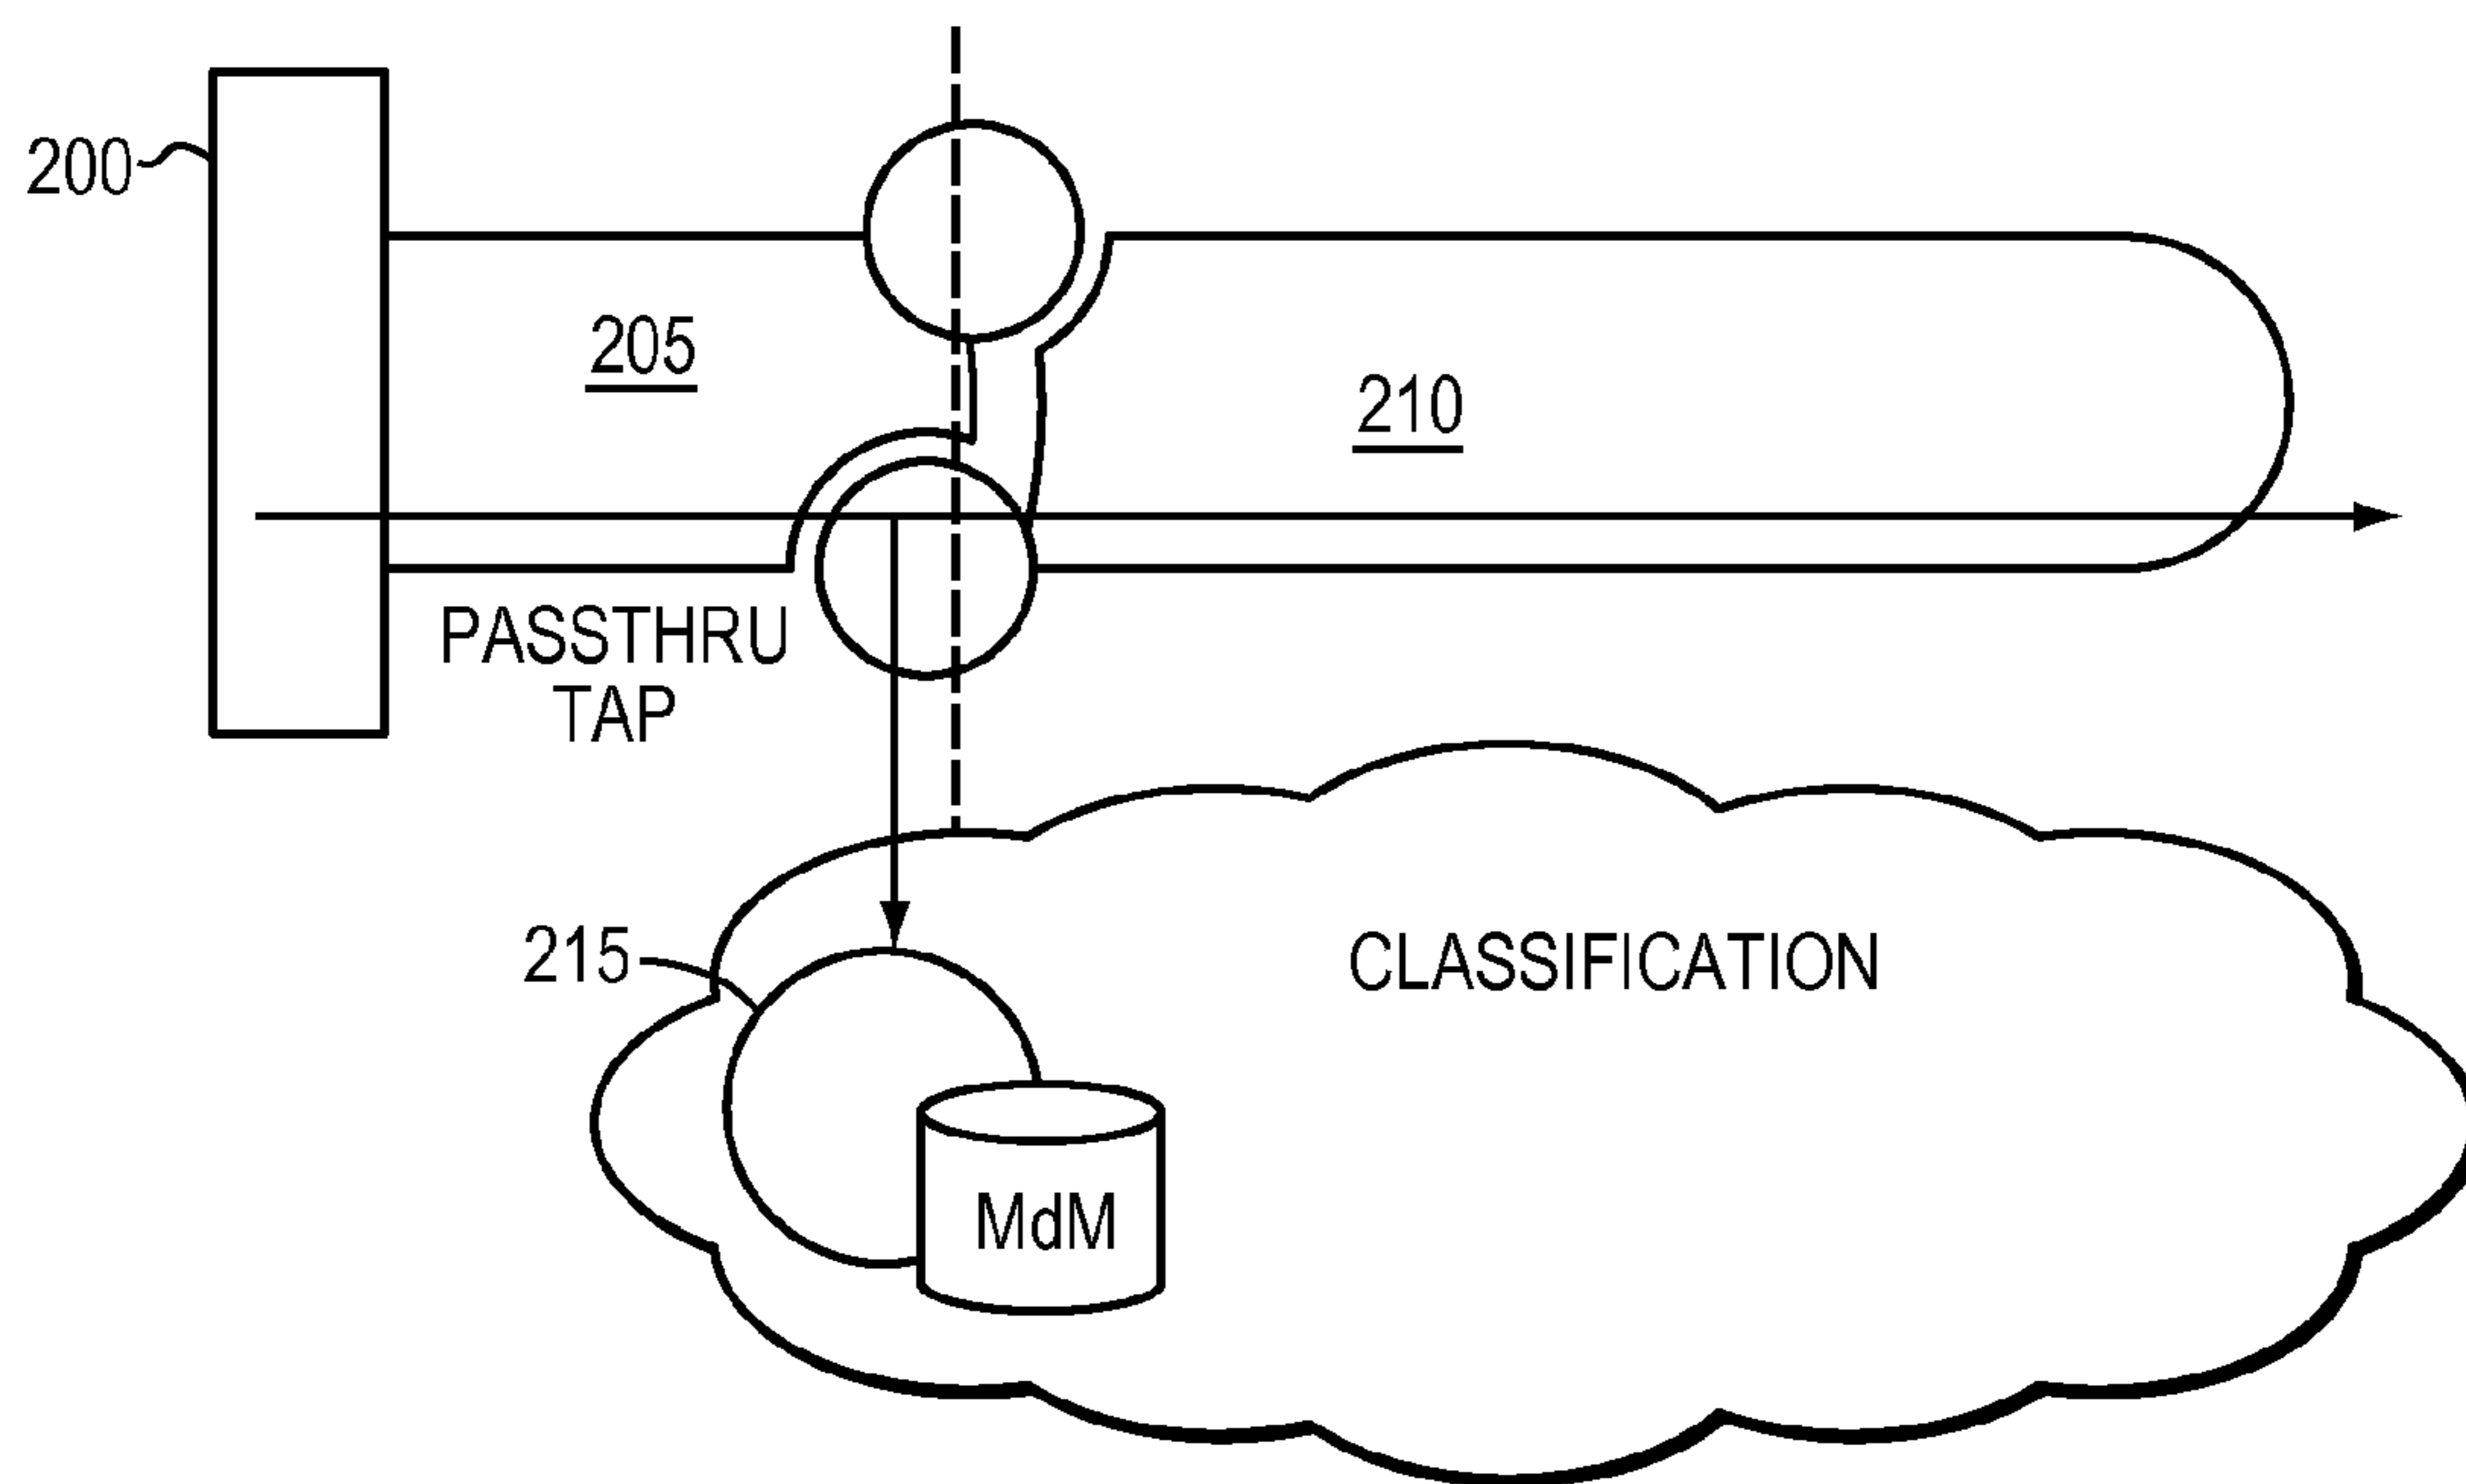 200
205
210
PASSTHRU
TAP
215
CLASSIFICATION
MdM